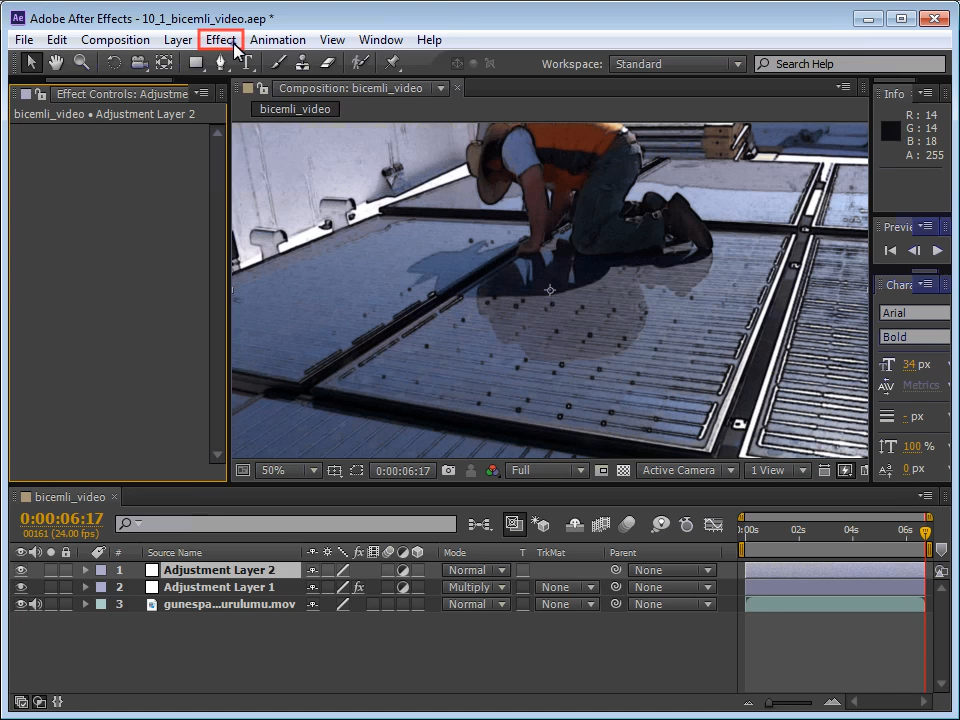 Adobe After Effects - 10_1_bicemli_video.aep *
File Edit Composition Layer Effect Animation View Window Help
Workspace: Standard Search Help
Effect Controls: Adjustme
Composition: bicemli_video
Info
bicemli_video • Adjustment Layer 2
bicemli_video
R : 14
G : 14
B : 18
A : 255
Previe
Chara
Arial
Bold
34 px
Metrics
- px
100 %
0 px
50% 0:00:06:17 Full Active Camera 1 View
bicemli_video
0:00:06:17
00161 (24.00 fps)
:00s 02s 04s 06s
# Source Name fx Mode T TrkMat Parent
1 Adjustment Layer 2 Normal None
2 Adjustment Layer 1 fx Multiply None None
3 gunespa...urulumu.mov Normal None None